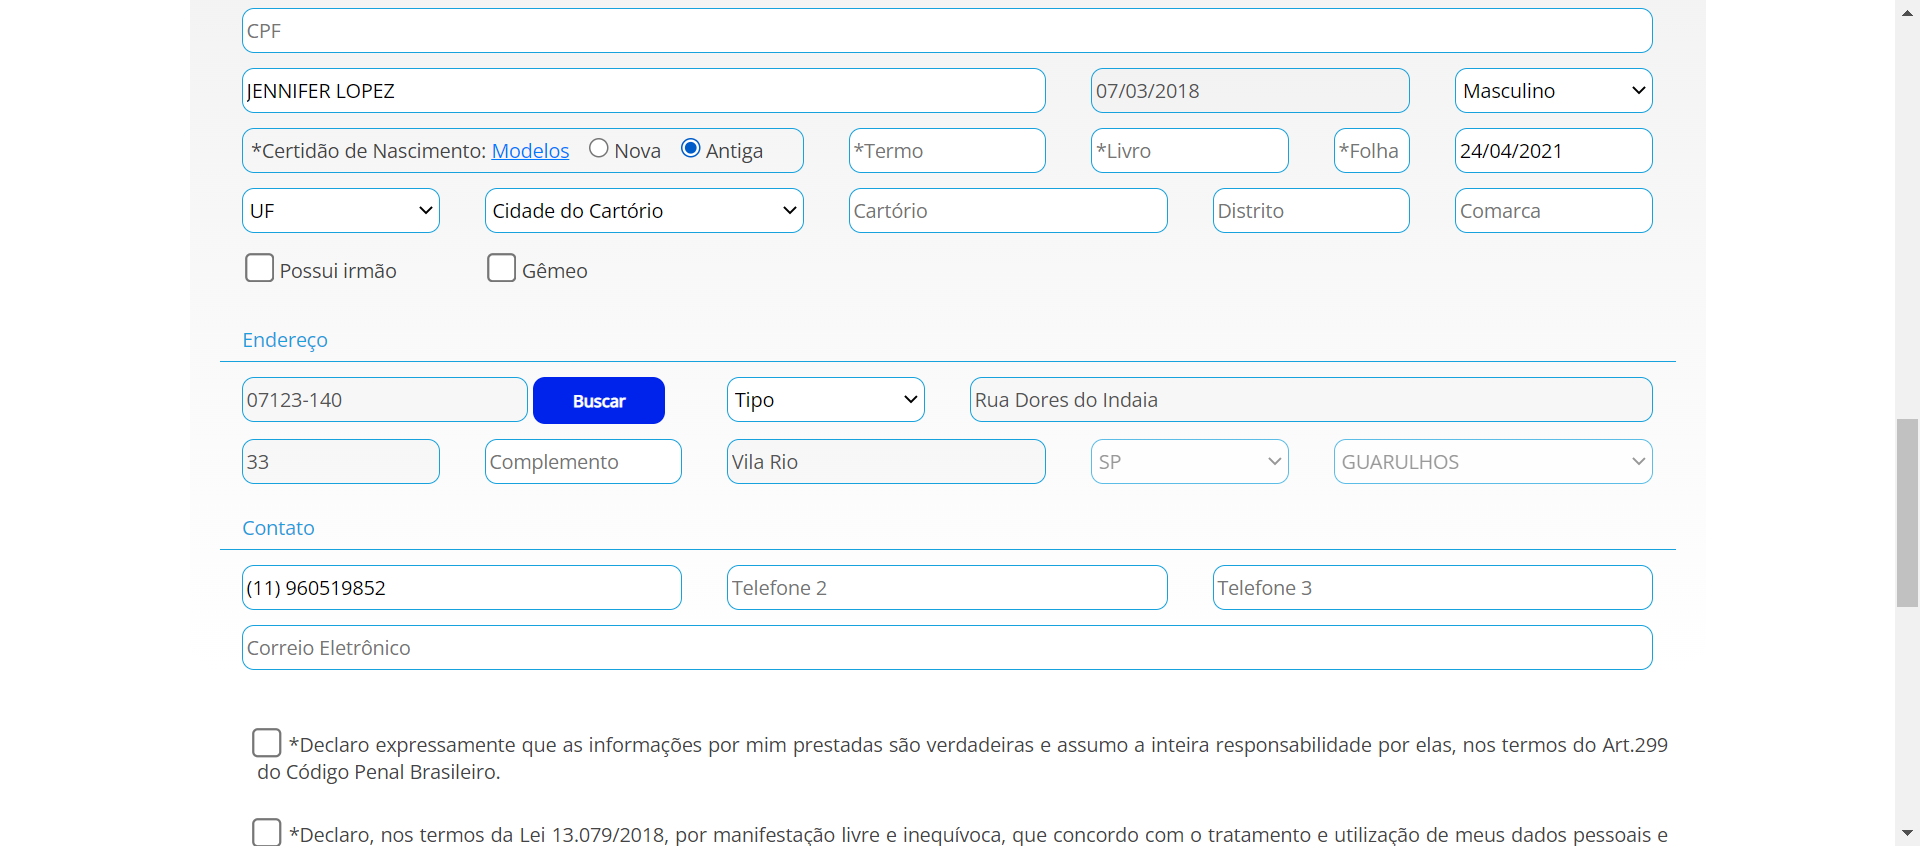 CPF
JENNIFER LOPEZ 07/03/2018 Masculino
*Certidão de Nascimento: Modelos Nova Antiga *Termo *Livro *Folha 24/04/2021
UF Cidade do Cartório Cartório Distrito Comarca
Possui irmão Gêmeo
Endereço
07123-140 Buscar Tipo Rua Dores do Indaia
33 Complemento Vila Rio SP GUARULHOS
Contato
(11) 960519852 Telefone 2 Telefone 3
Correio Eletrônico
*Declaro expressamente que as informações por mim prestadas são verdadeiras e assumo a inteira responsabilidade por elas, nos termos do Art.299
do Código Penal Brasileiro.
*Declaro, nos termos da Lei 13.079/2018, por manifestação livre e inequívoca, que concordo com o tratamento e utilização de meus dados pessoais e